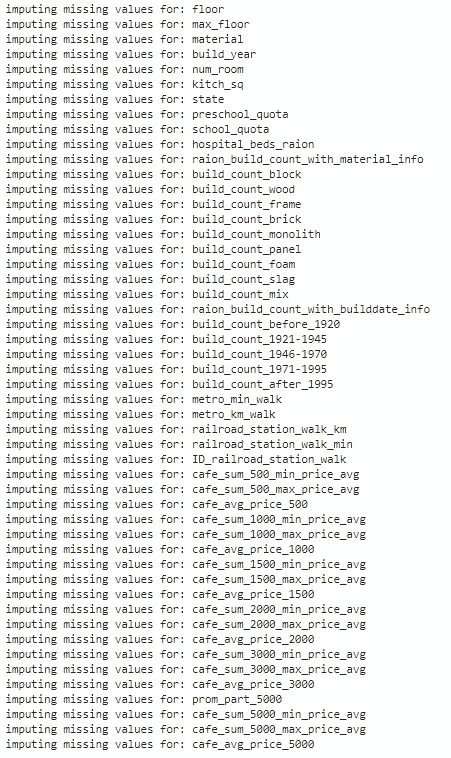 imputing missing values for: floor
imputing missing values for: max_floor
imputing missing values for: material
imputing missing values for: build_year
imputing missing values for: num_room
imputing missing values for: kitch_sq
imputing missing values for: state
imputing missing values for: preschool_quota
imputing missing values for: school_quota
imputing missing values for: hospital_beds_raion
imputing missing values for: raion_build_count_with_material_info
imputing missing values for: build_count_block
imputing missing values for: build_count_wood
imputing missing values for: build_count_frame
imputing missing values for: build_count_brick
imputing missing values for: build_count_monolith
imputing missing values for: build_count_panel
imputing missing values for: build_count_foam
imputing missing values for: build_count_slag
imputing missing values for: build_count_mix
imputing missing values for: raion_build_count_with_builddate_info
imputing missing values for: build_count_before_1920
imputing missing values for: build_count_1921-1945
imputing missing values for: build_count_1946-1970
imputing missing values for: build_count_1971-1995
imputing missing values for: build_count_after_1995
imputing missing values for: metro_min_walk
imputing missing values for: metro_km_walk
imputing missing values for: railroad_station_walk_km
imputing missing values for: railroad_station_walk_min
imputing missing values for: ID_railroad_station_walk
imputing missing values for: cafe_sum_500_min_price_avg
imputing missing values for: cafe_sum_500_max_price_avg
imputing missing values for: cafe_avg_price_500
imputing missing values for: cafe_sum_1000_min_price_avg
imputing missing values for: cafe_sum_1000_max_price_avg
imputing missing values for: cafe_avg_price_1000
imputing missing values for: cafe_sum_1500_min_price_avg
imputing missing values for: cafe_sum_1500_max_price_avg
imputing missing values for: cafe_avg_price_1500
imputing missing values for: cafe_sum_2000_min_price_avg
imputing missing values for: cafe_sum_2000_max_price_avg
imputing missing values for: cafe_avg_price_2000
imputing missing values for: cafe_sum_3000_min_price_avg
imputing missing values for: cafe_sum_3000_max_price_avg
imputing missing values for: cafe_avg_price_3000
imputing missing values for: prom_part_5000
imputing missing values for: cafe_sum_5000_min_price_avg
imputing missing values for: cafe_sum_5000_max_price_avg
imputing missing values for: cafe_avg_price_5000